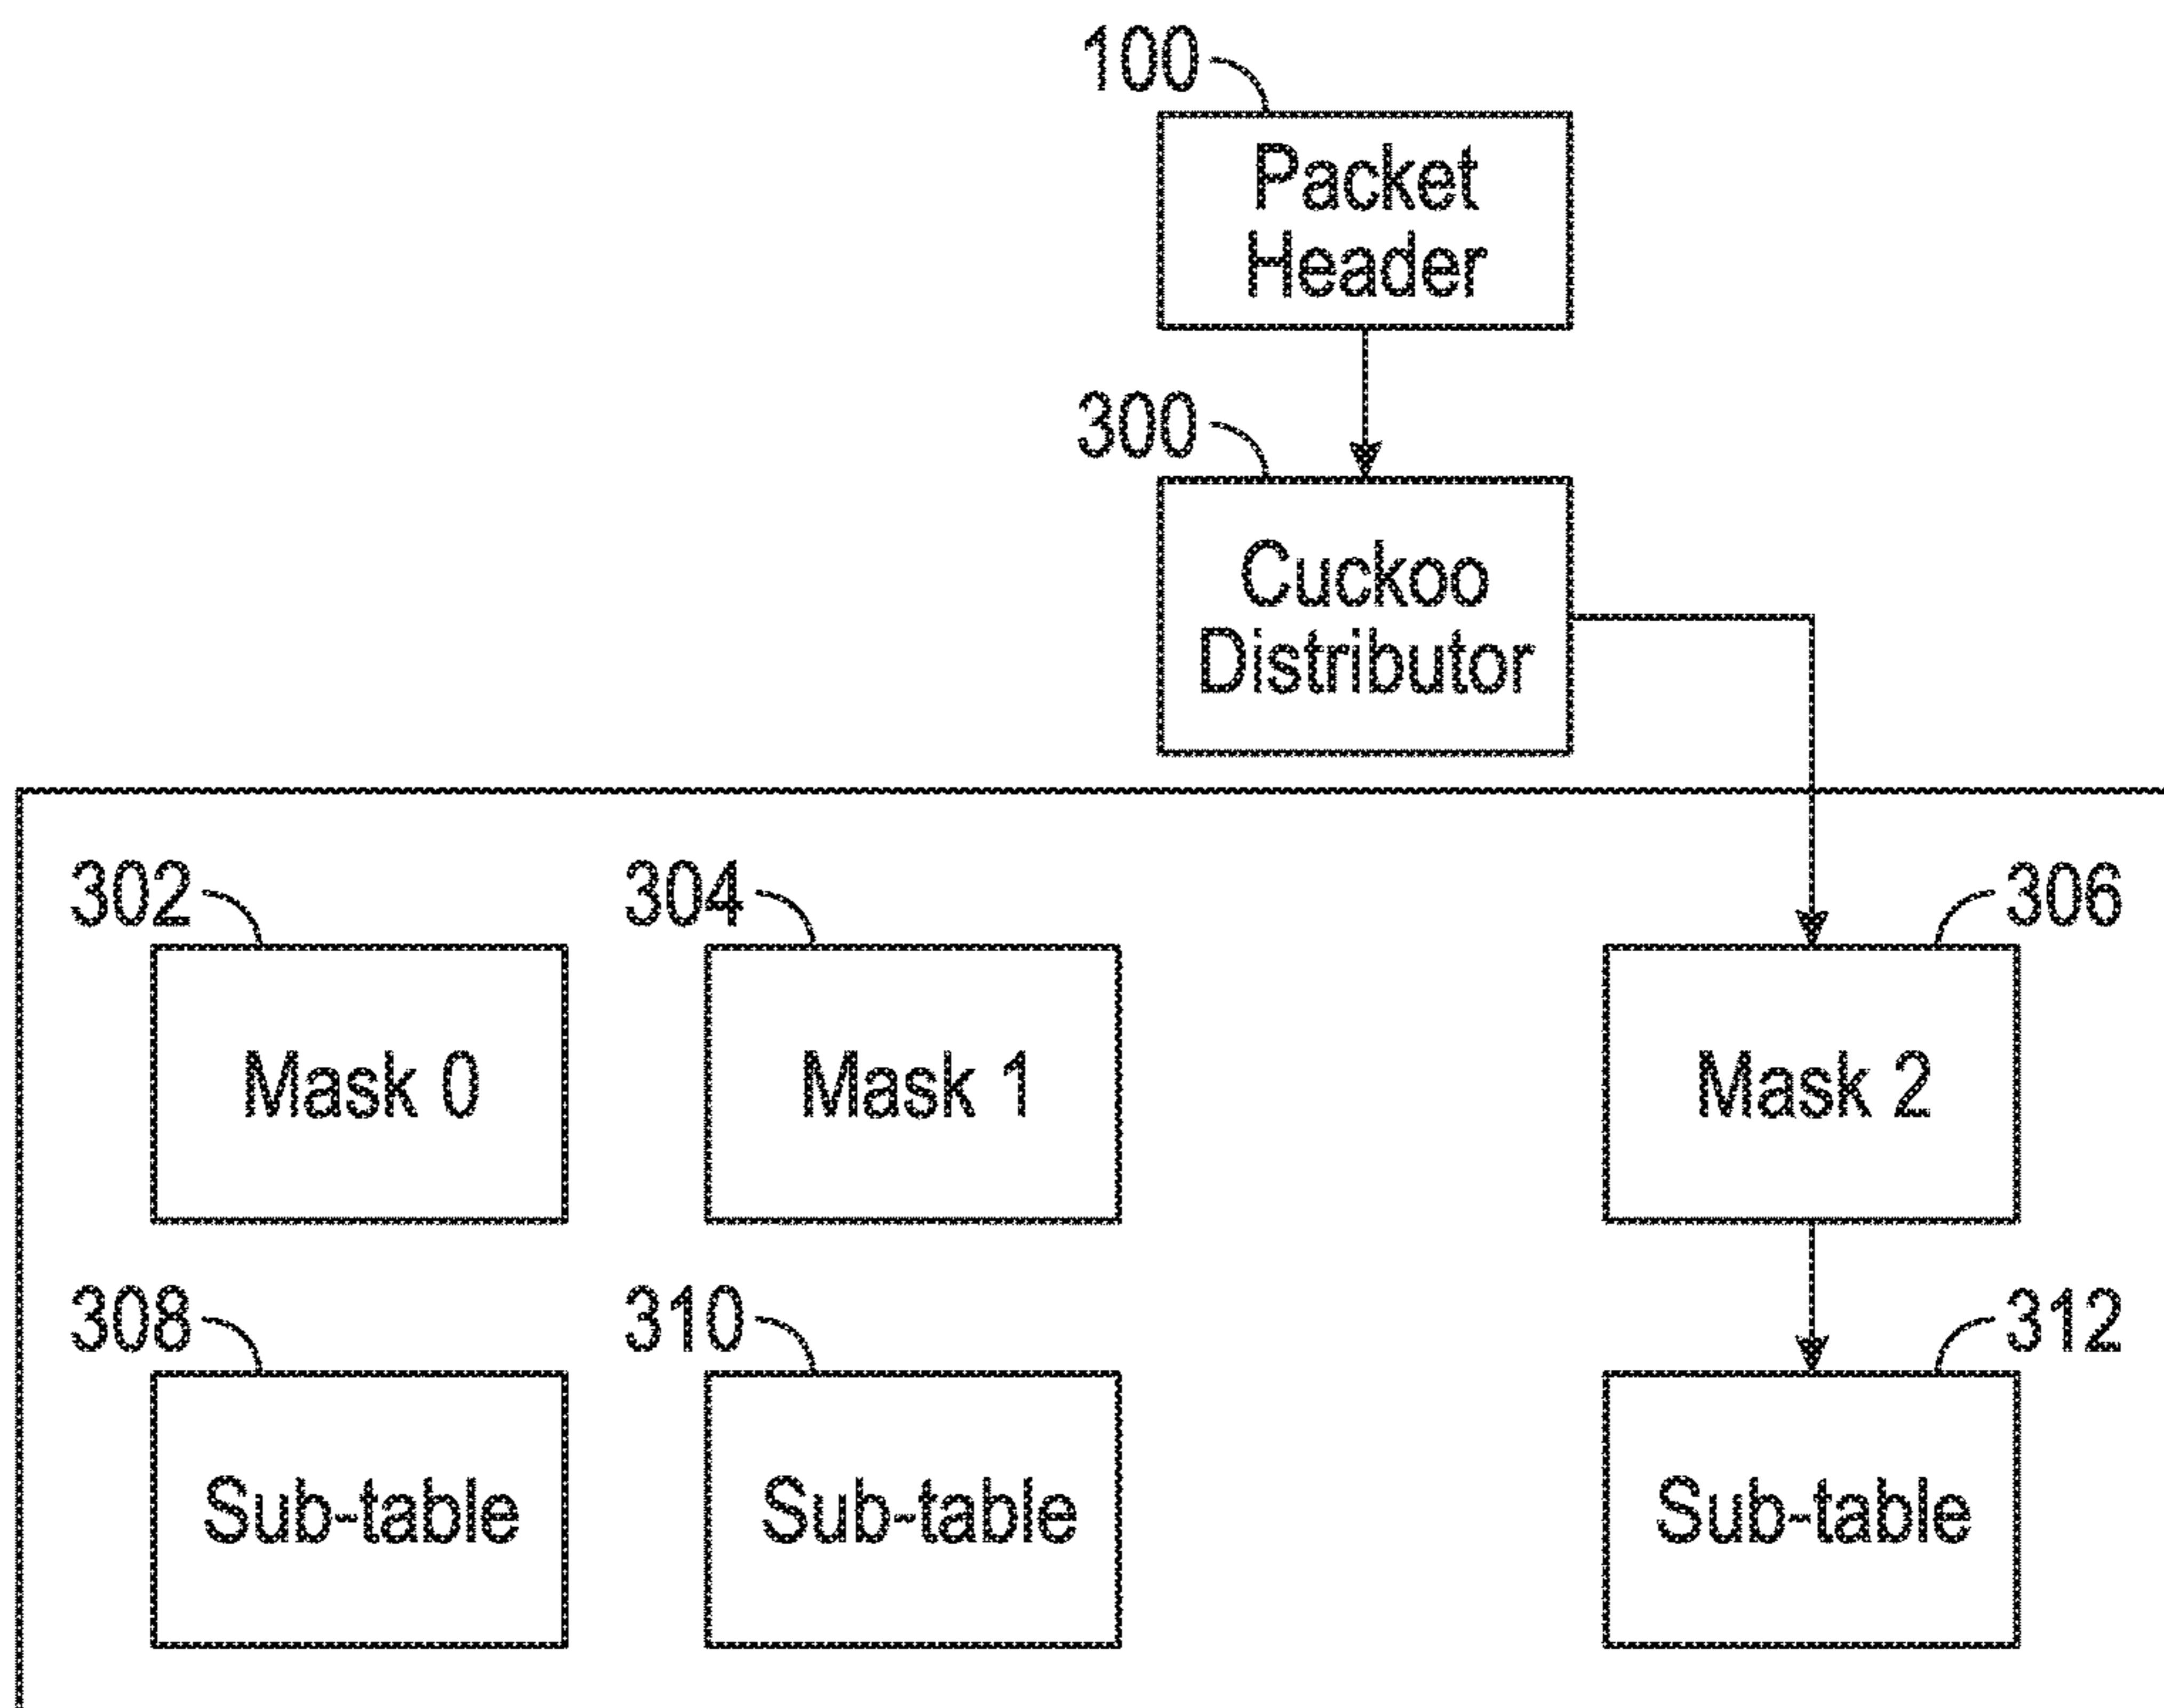 100
Packet
Header
300
Cuckoo
Distributor
302
304
306
Mask 0
Mask 1
Mask 2
308
310
312
Sub-table
Sub-table
Sub-table